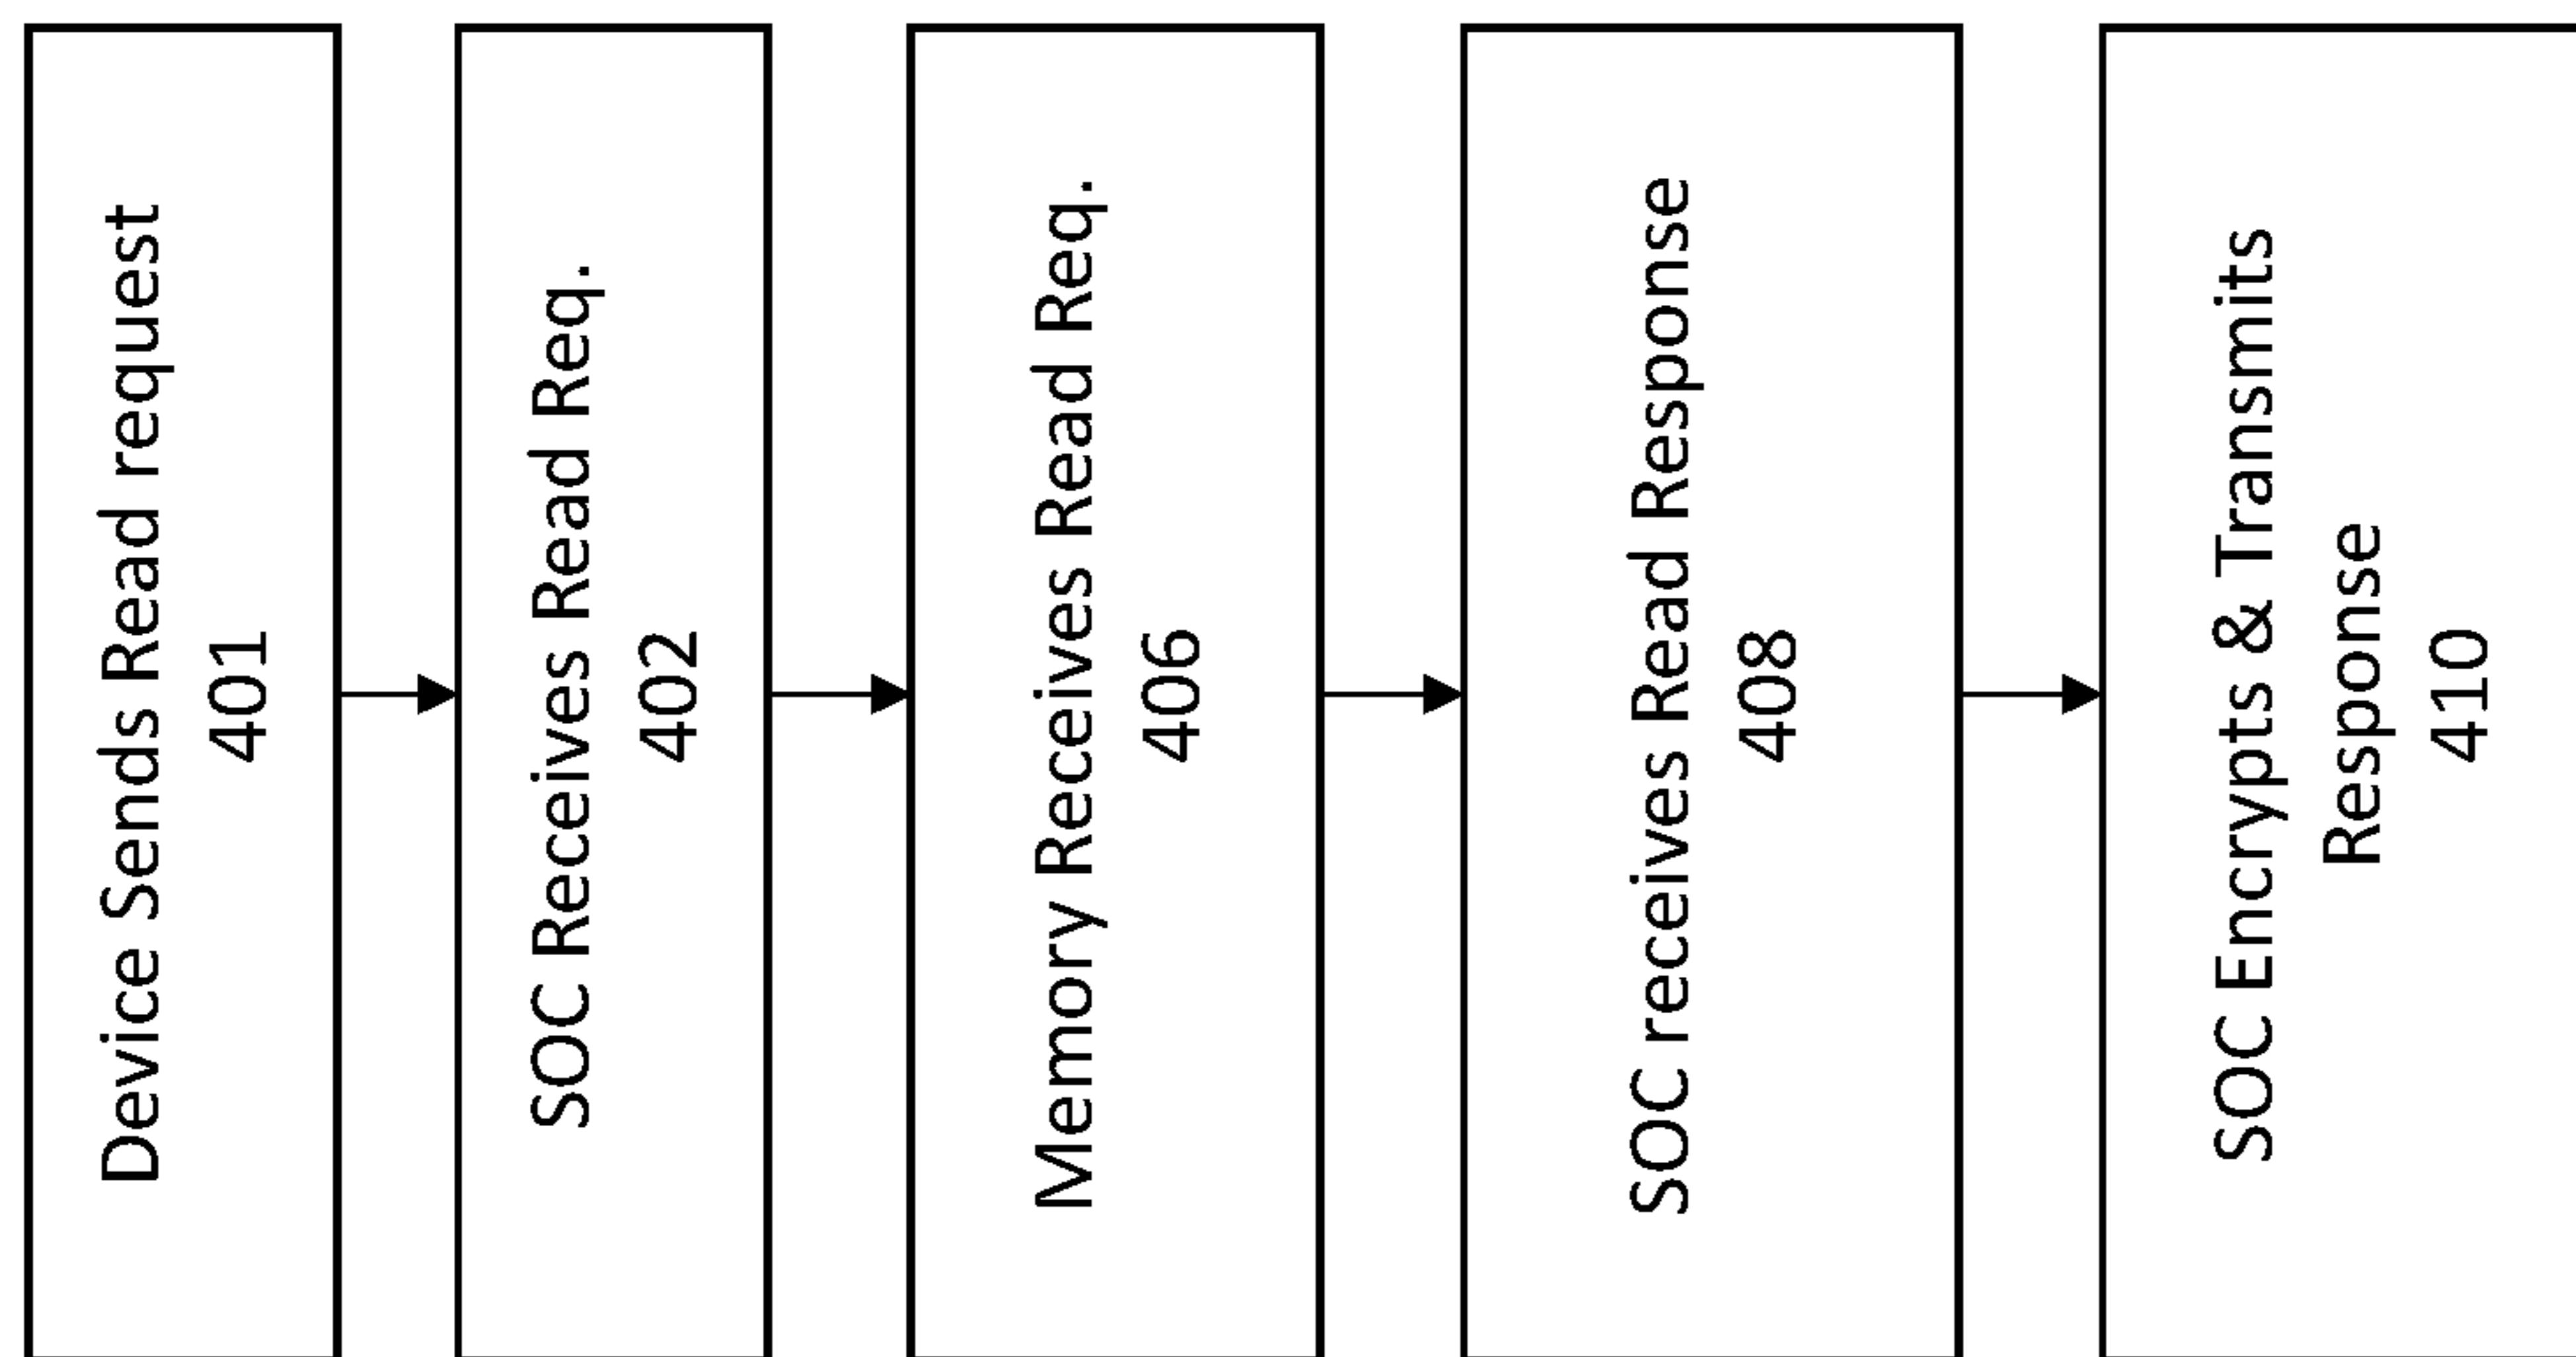 Device Sends Read request
401
SOC Receives Read Req.
402
Memory Receives Read Req.
406
SOC receives Read Response
408
SOC Encrypts & Transmits
Response
410